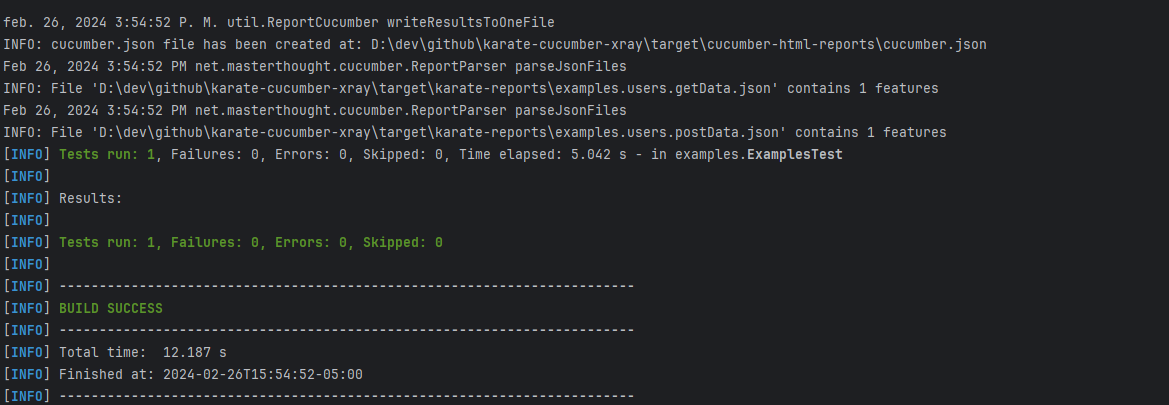 feb. 26, 2024 3:54:52 P. M. util.ReportCucumber writeResultsToOneFile
INFO: cucumber.json file has been created at: D:\dev\github\karate-cucumber-xray\target\cucumber-html-reports\cucumber.json
Feb 26, 2024 3:54:52 PM net.masterthought.cucumber.ReportParser parseJsonFiles
INFO: File 'D:\dev\github\karate-cucumber-xray\target\karate-reports\examples.users.getData.json' contains 1 features
Feb 26, 2024 3:54:52 PM net.masterthought.cucumber.ReportParser parseJsonFiles
INFO: File 'D:\dev\github\karate-cucumber-xray\target\karate-reports\examples.users.postData.json' contains 1 features
[INFO] Tests run: 1, Failures: 0, Errors: 0, Skipped: 0, Time elapsed: 5.042 s - in examples.ExamplesTest
[INFO]
[INFO] Results:
[INFO]
[INFO] Tests run: 1, Failures: 0, Errors: 0, Skipped: 0
[INFO]
[INFO] ------------------------------------------------------------------------
[INFO] BUILD SUCCESS
[INFO] ------------------------------------------------------------------------
[INFO] Total time:  12.187 s
[INFO] Finished at: 2024-02-26T15:54:52-05:00
[INFO] ------------------------------------------------------------------------